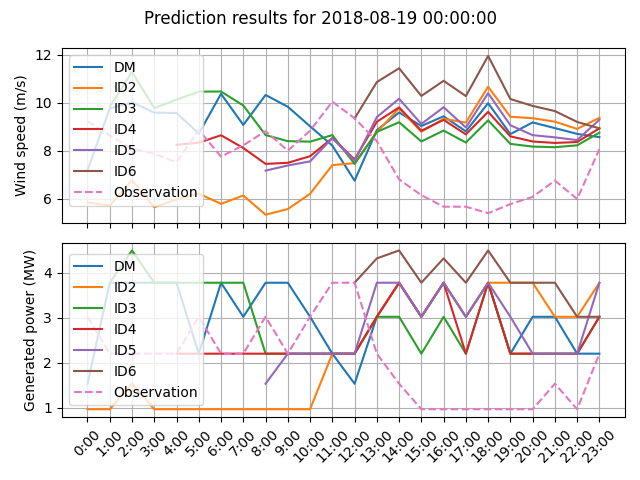 Prediction results for 2018-08-19 00:00:00
Wind speed (m/s)
12
10
8
6
DM
ID2
ID3
ID4
ID5
ID6
Observation
Generated power (MW)
4
3
2
1
DM
ID2
ID3
ID4
ID5
ID6
Observation
0:00 1:00 2:00 3:00 4:00 5:00 6:00 7:00 8:00 9:00 10:00 11:00 12:00 13:00 14:00 15:00 16:00 17:00 18:00 19:00 20:00 21:00 22:00 23:00